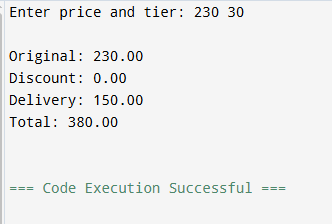 Enter price and tier: 230 30
Original: 230.00
Discount: 0.00
Delivery: 150.00
Total: 380.00
=== Code Execution Successful ===